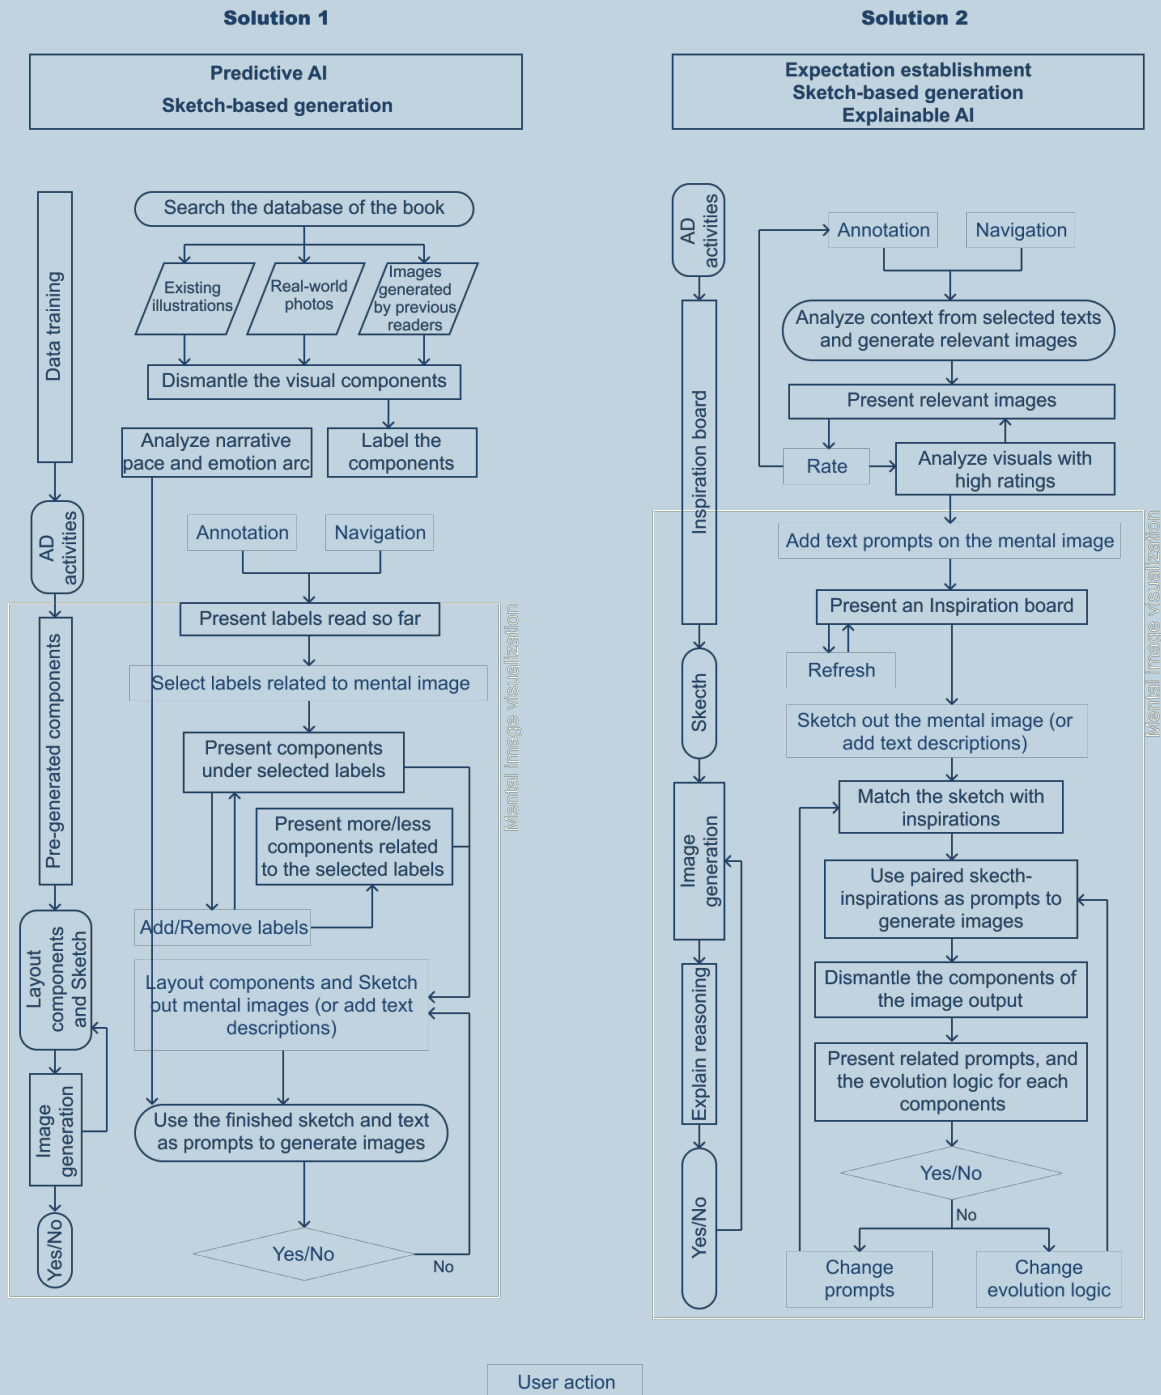 Solution 1
Predictive AI
Sketch-based generation
Data training
AD
activities
Pre-generated components
Layout
components
and Sketch
Image
generation
Yes/No
Search the database of the book
Existing
illustrations
Real-world
photos
Images
generated
by previous
readers
Dismantle the visual components
Analyze narrative
pace and emotion arc
Label the
components
Annotation
Navigation
Present labels read so far
Select labels related to mental image
Present components
under selected labels
Present more/less
components related
to the selected labels
Add/Remove labels
Layout components and Sketch
out mental images (or add text
descriptions)
Use the finished sketch and text
as prompts to generate images
Yes/No
No
Mental image visualization
Solution 2
Expectation establishment
Sketch-based generation
Explainable AI
AD
activities
Inspiration board
Skecth
Image
generation
Explain reasoning
Yes/No
Annotation
Navigation
Analyze context from selected texts
and generate relevant images
Present relevant images
Rate
Analyze visuals with
high ratings
Add text prompts on the mental image
Present an Inspiration board
Refresh
Sketch out the mental image (or
add text descriptions)
Match the sketch with
inspirations
Use paired skecth-
inspirations as prompts to
generate images
Dismantle the components of
the image output
Present related prompts, and
the evolution logic for each
components
Yes/No
No
Change
prompts
Change
evolution logic
Mental image visualization
User action